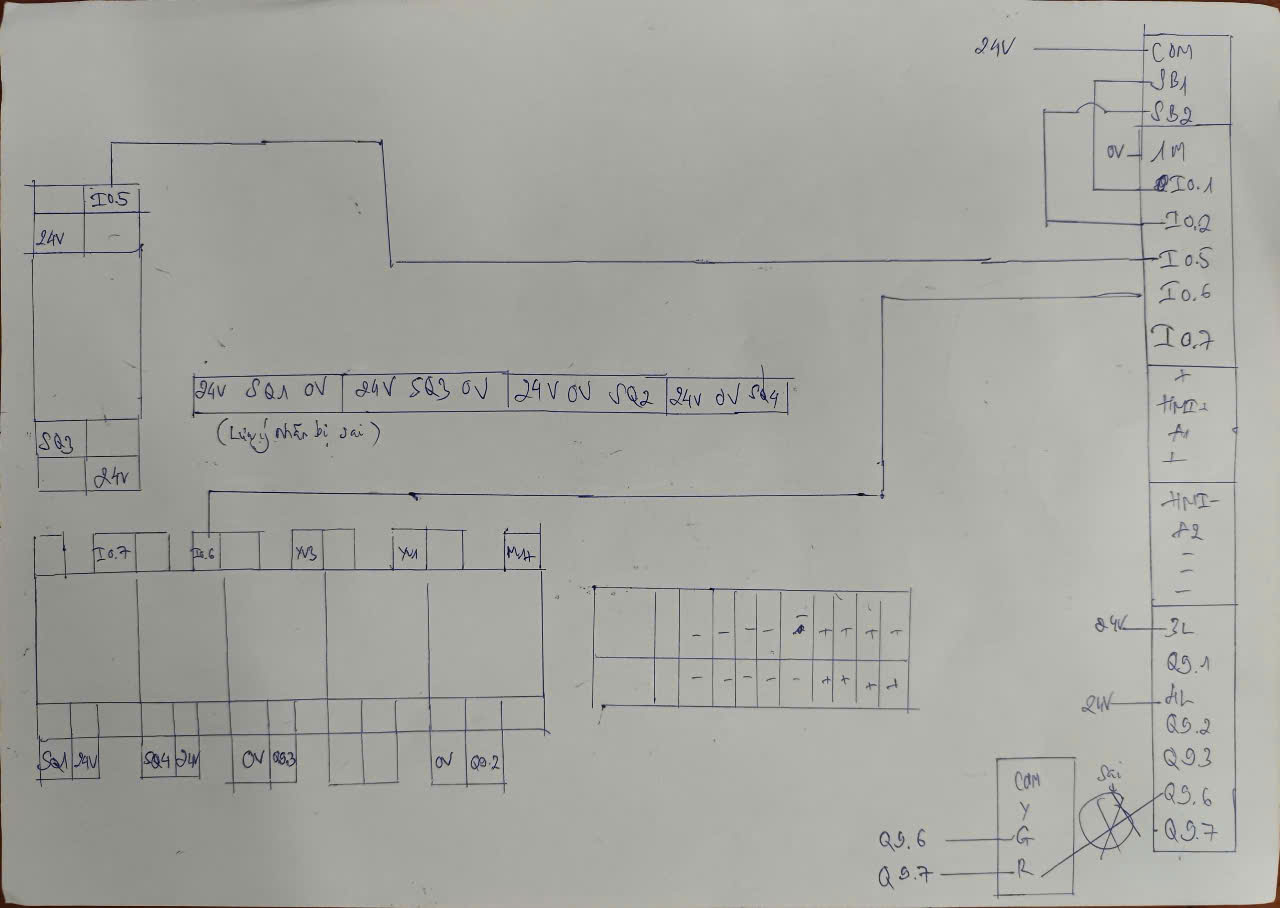 24V COM
SB1
SB2
0V 1M
I0.1
I0.2
I0.5
I0.6
I0.7
I0.5
24V -
SQ3
24V
24V SQ1 0V 24V SQ3 0V 24V 0V SQ2 24V 0V SQ4
(Lưu ý nhãn bị sai)
+
HMI-
A1
HMI-
A2
-
-
-
I0.7 I0.6 YV3 YV1
SQ1 24V SQ4 24V 0V Q9.3 0V Q9.2
- - - - - + + + +
- - - - - + + + +
24V 3L
Q9.1
24V 4L
Q9.2
Q9.3
Q9.6
Q9.7
Sai
COM
Y
Q9.6 G
Q9.7 R